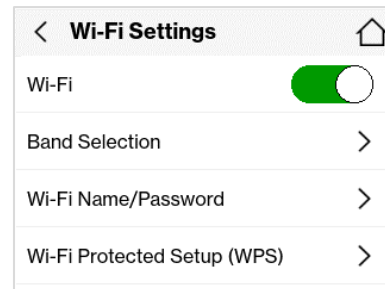 Wi-Fi Settings
Wi-Fi
Band Selection
Wi-Fi Name/Password
Wi-Fi Protected Setup (WPS)